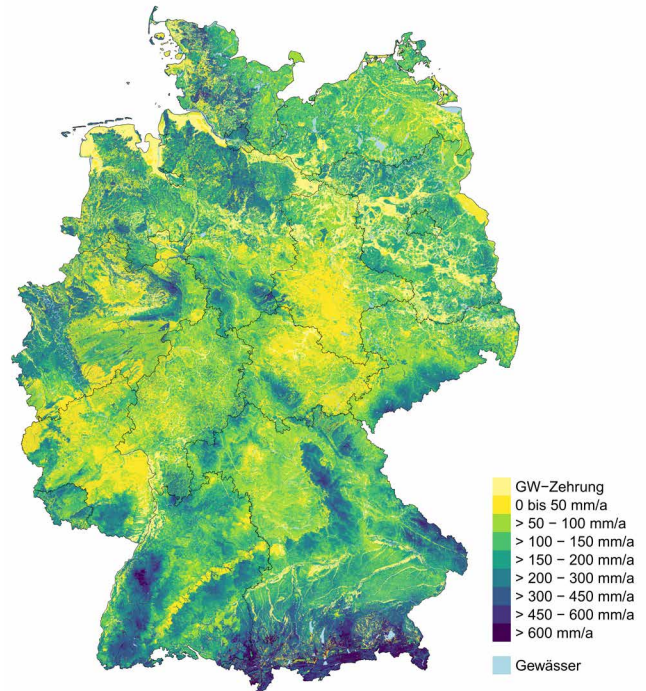 GW−Zehrung
0 bis 50 mm/a
> 50 − 100 mm/a
> 100 − 150 mm/a
> 150 − 200 mm/a
> 200 − 300 mm/a
> 300 − 450 mm/a
> 450 − 600 mm/a
> 600 mm/a
Gewässer